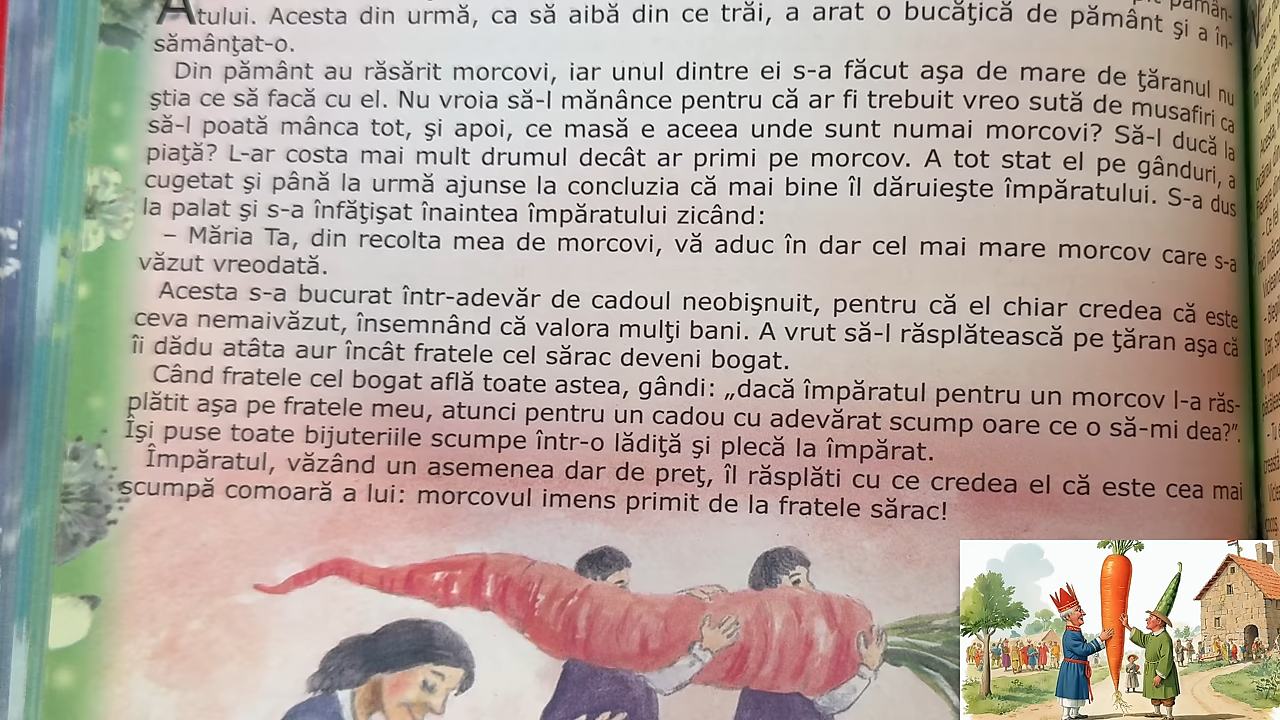 Atului. Acesta din urmă, ca să aibă din ce trăi, a arat o bucăţică de pământ şi a în-
sămânţat-o.
Din pământ au răsărit morcovi, iar unul dintre ei s-a făcut aşa de mare de ţăranul nu
ştia ce să facă cu el. Nu vroia să-l mănânce pentru că ar fi trebuit vreo sută de musafiri ca
să-l poată mânca tot, şi apoi, ce masă e aceea unde sunt numai morcovi? Să-l ducă la
piaţă? L-ar costa mai mult drumul decât ar primi pe morcov. A tot stat el pe gânduri, a
cugetat şi până la urmă ajunse la concluzia că mai bine îl dăruieşte împăratului. S-a dus
la palat şi s-a înfăţişat înaintea împăratului zicând:
– Măria Ta, din recolta mea de morcovi, vă aduc în dar cel mai mare morcov care s-a
văzut vreodată.
Acesta s-a bucurat într-adevăr de cadoul neobişnuit, pentru că el chiar credea că este
ceva nemaivăzut, însemnând că valora mulţi bani. A vrut să-l răsplătească pe ţăran aşa că
îi dădu atâta aur încât fratele cel sărac deveni bogat.
Când fratele cel bogat află toate astea, gândi: „dacă împăratul pentru un morcov l-a răs-
plătit aşa pe fratele meu, atunci pentru un cadou cu adevărat scump oare ce o să-mi dea?”.
Îşi puse toate bijuteriile scumpe într-o lădiţă şi plecă la împărat.
Împăratul, văzând un asemenea dar de preţ, îl răsplăti cu ce credea el că este cea mai
scumpă comoară a lui: morcovul imens primit de la fratele sărac!